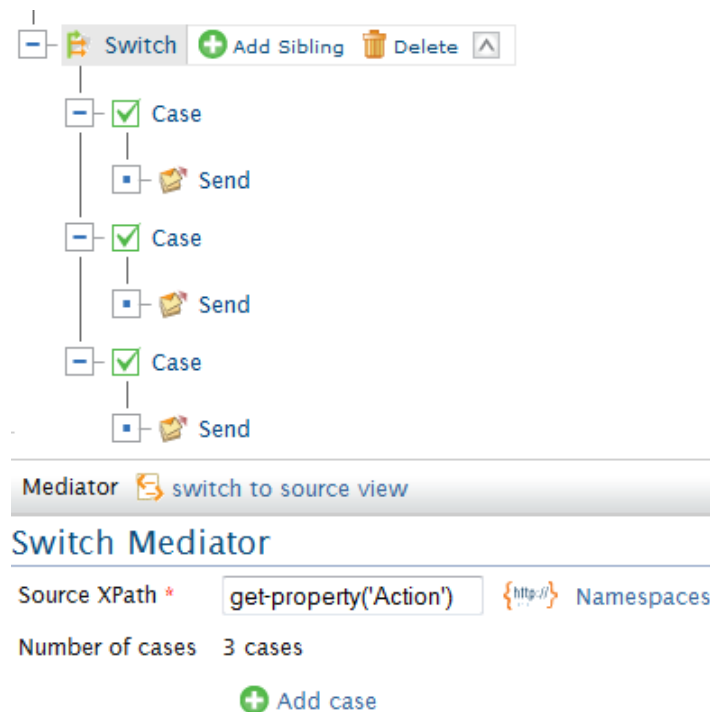 Switch Add Sibling Delete
Case
Send
Case
Send
Case
Send
Mediator switch to source view
Switch Mediator
Source XPath * get-property('Action') {http://} Namespaces
Number of cases 3 cases
Add case